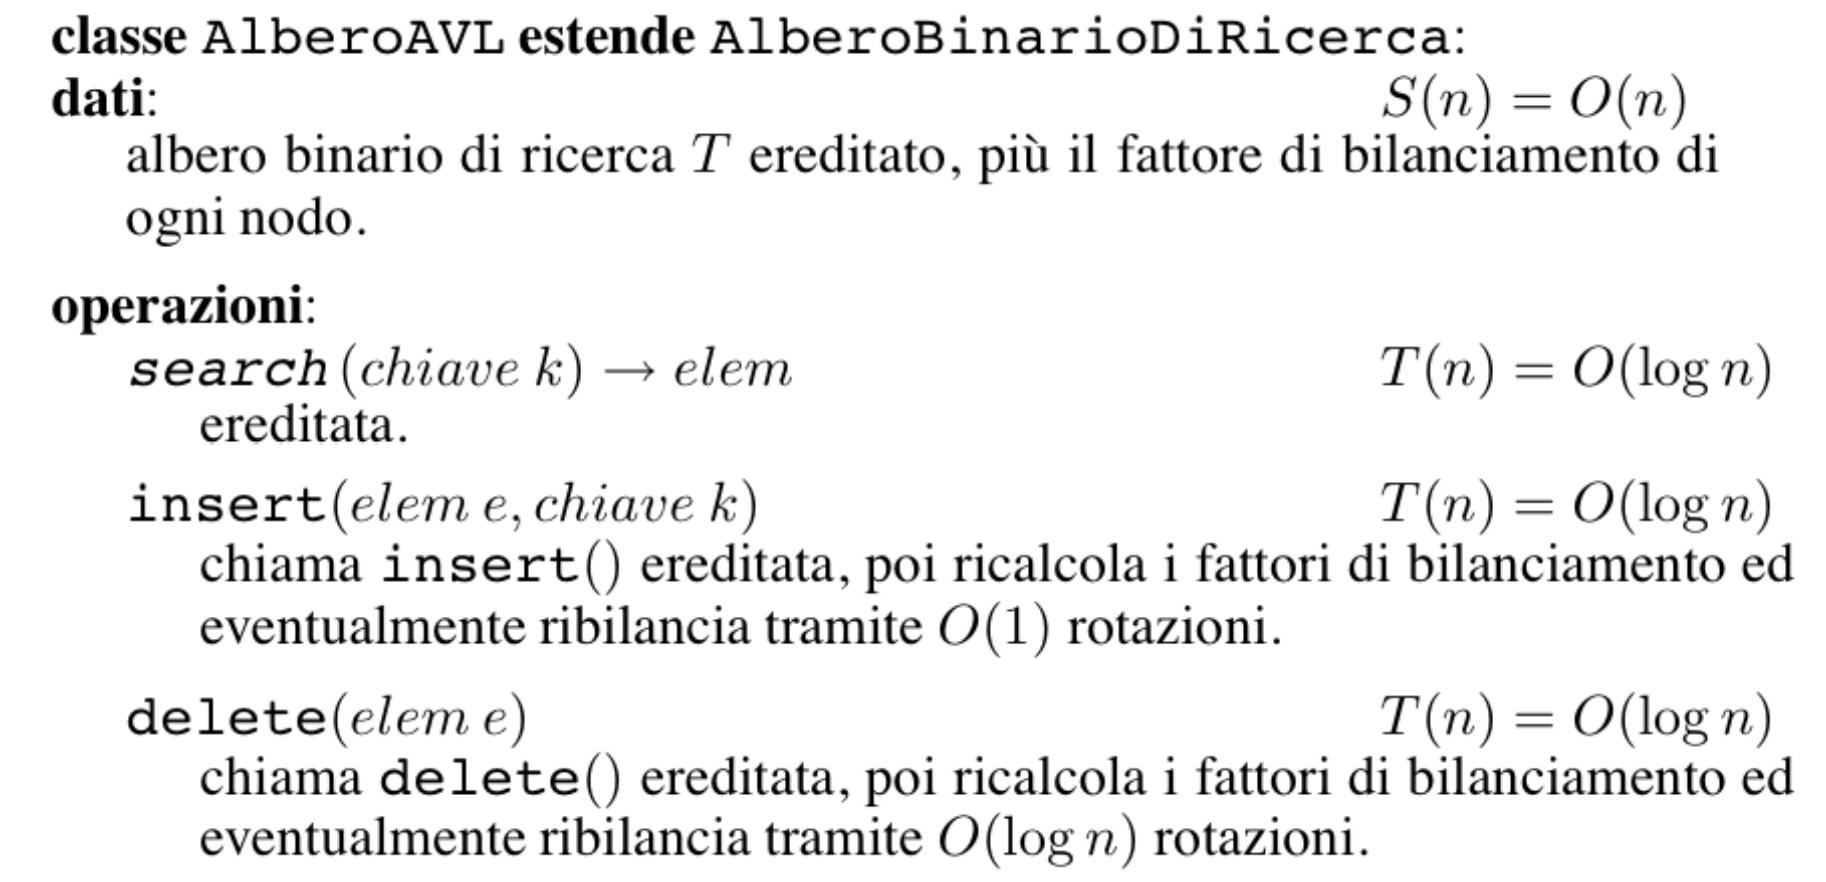 classe AlberoAVL estende AlberoBinarioDiRicerca:
dati: S(n) = O(n)
albero binario di ricerca T ereditato, più il fattore di bilanciamento di
ogni nodo.
operazioni:
search(chiave k) → elem T(n) = O(log n)
ereditata.
insert(elem e, chiave k) T(n) = O(log n)
chiama insert() ereditata, poi ricalcola i fattori di bilanciamento ed
eventualmente ribilancia tramite O(1) rotazioni.
delete(elem e) T(n) = O(log n)
chiama delete() ereditata, poi ricalcola i fattori di bilanciamento ed
eventualmente ribilancia tramite O(log n) rotazioni.